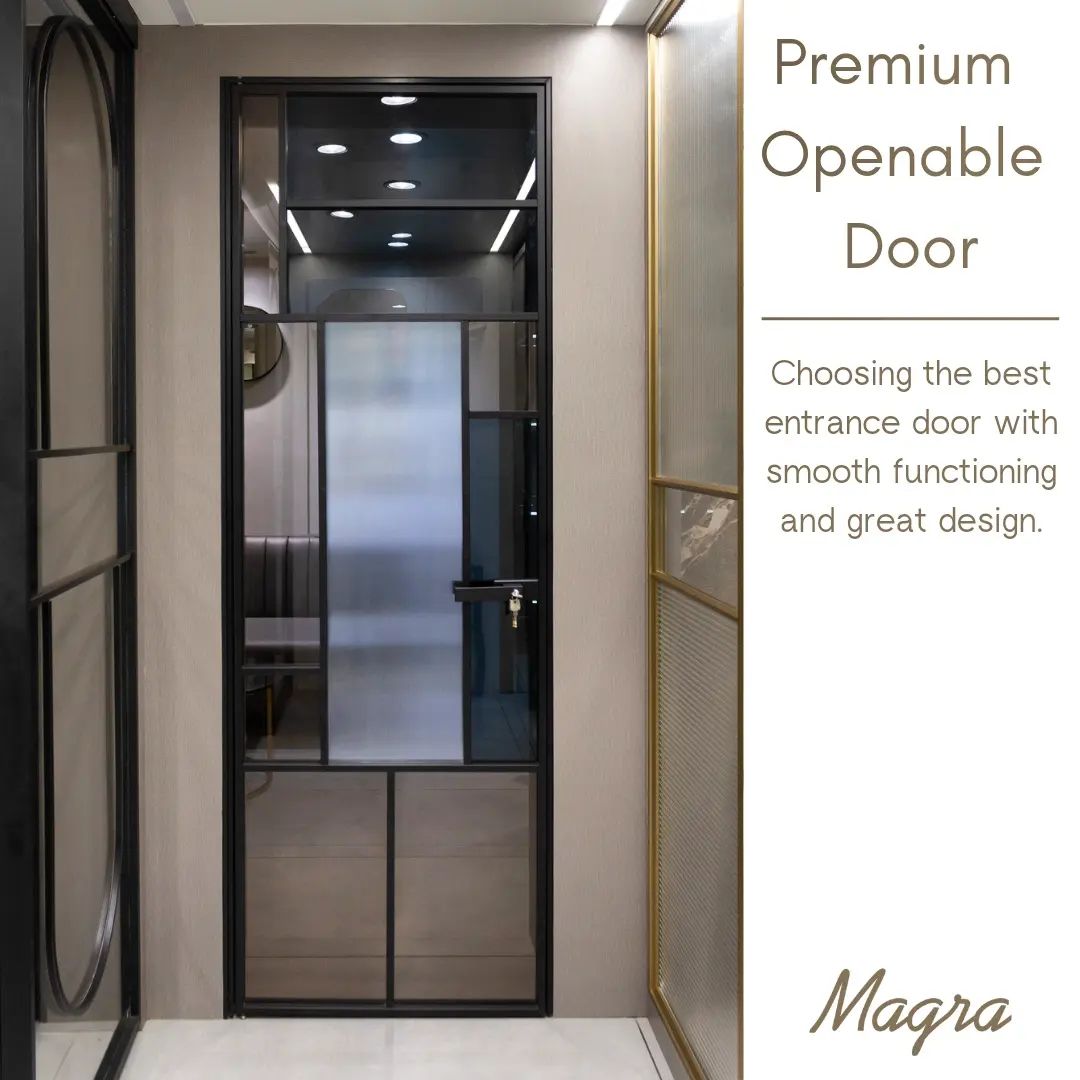 Premium
Openable
Door
Choosing the best
entrance door with
smooth functioning
and great design.
Magra